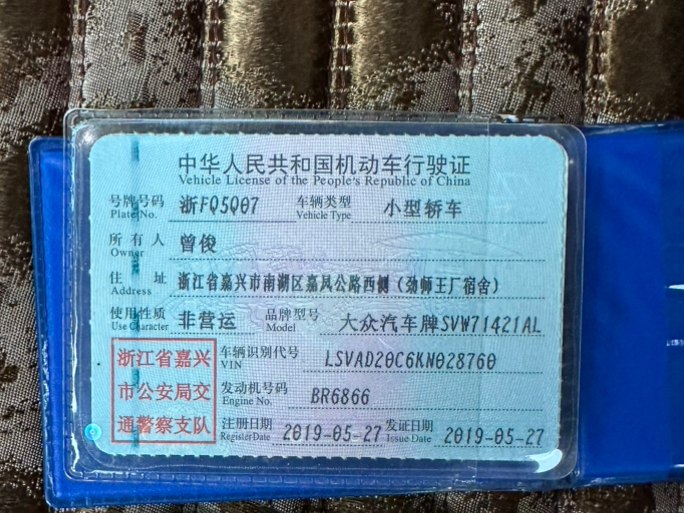 中华人民共和国机动车行驶证
Vehicle License of the People's Republic of China
号牌号码 浙FQ5Q07 车辆类型 小型轿车
Plate No. Vehicle Type
所有人 曾俊
Owner
住址 浙江省嘉兴市南湖区嘉凤公路西侧（劲师王厂宿舍）
Address
使用性质 非营运 品牌型号 大众汽车牌SVW71421AL
Use Character Model
浙江省嘉兴
市公安局交
通警察支队
车辆识别代号 LSVAD20C6KN028760
VIN
发动机号码 BR6866
Engine No.
注册日期 2019-05-27 发证日期 2019-05-27
Register Date Issue Date